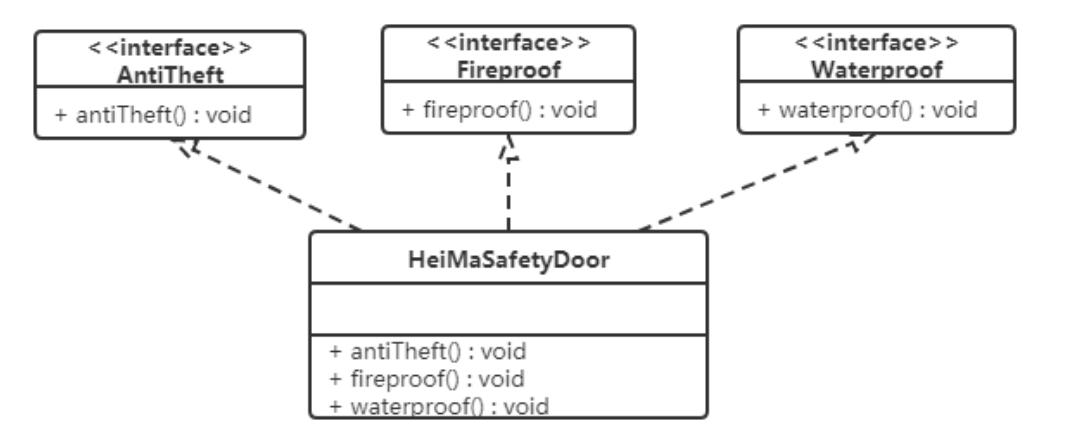 <<interface>>
AntiTheft
+ antiTheft() : void
<<interface>>
Fireproof
+ fireproof() : void
<<interface>>
Waterproof
+ waterproof() : void
HeiMaSafetyDoor
+ antiTheft() : void
+ fireproof() : void
+ waterproof() : void